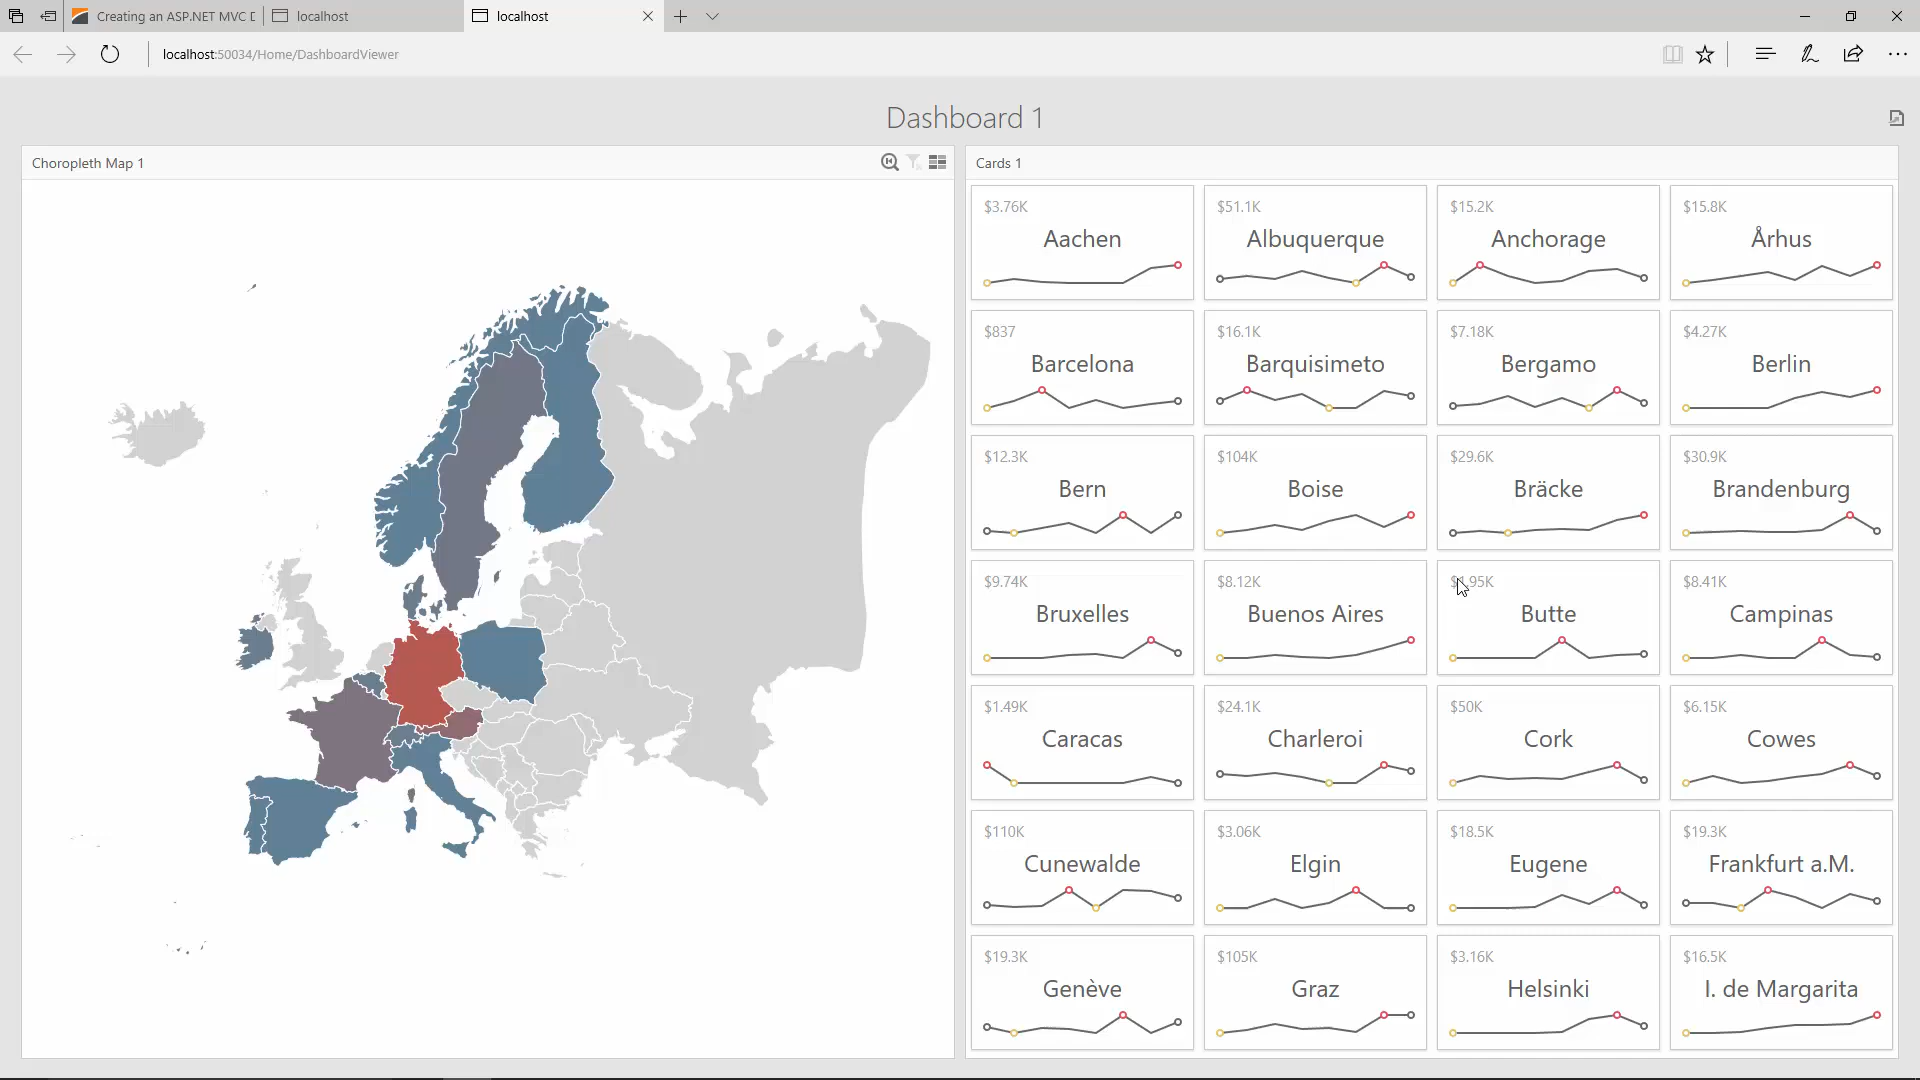 Creating an ASP.NET MVC D
localhost
localhost
localhost:50034/Home/DashboardViewer
Dashboard 1
Choropleth Map 1
Cards 1
$3.76K
Aachen
$51.1K
Albuquerque
$15.2K
Anchorage
$15.8K
Århus
$837
Barcelona
$16.1K
Barquisimeto
$7.18K
Bergamo
$4.27K
Berlin
$12.3K
Bern
$104K
Boise
$29.6K
Bräcke
$30.9K
Brandenburg
$9.74K
Bruxelles
$8.12K
Buenos Aires
Butte
$8.41K
Campinas
$1.49K
Caracas
$24.1K
Charleroi
$50K
Cork
$6.15K
Cowes
$110K
Cunewalde
$3.06K
Elgin
$18.5K
Eugene
$19.3K
Frankfurt a.M.
$19.3K
Genève
$105K
Graz
$3.16K
Helsinki
$16.5K
I. de Margarita